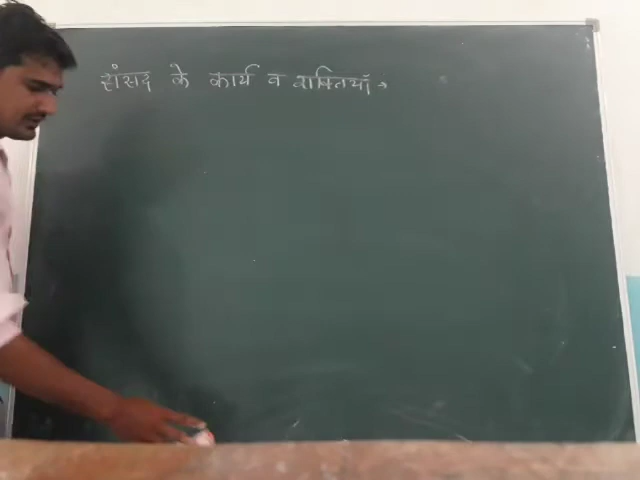 संसद के कार्य व शक्तियाँ →